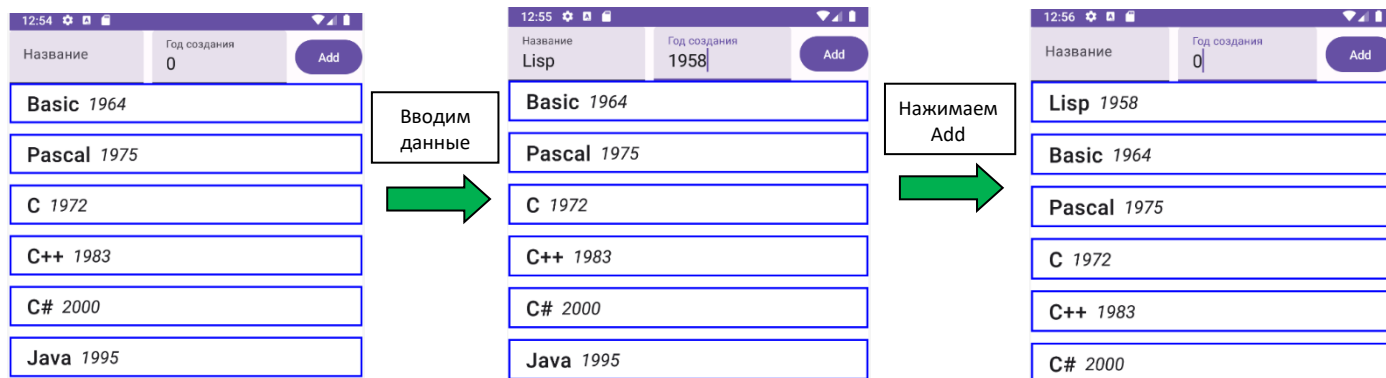 12:54
Название
Год создания
0
Add
Basic 1964
Pascal 1975
C 1972
C++ 1983
C# 2000
Java 1995
Вводим
данные
12:55
Название
Lisp
Год создания
1958
Add
Basic 1964
Pascal 1975
C 1972
C++ 1983
C# 2000
Java 1995
Нажимаем
Add
12:56
Название
Год создания
0
Add
Lisp 1958
Basic 1964
Pascal 1975
C 1972
C++ 1983
C# 2000